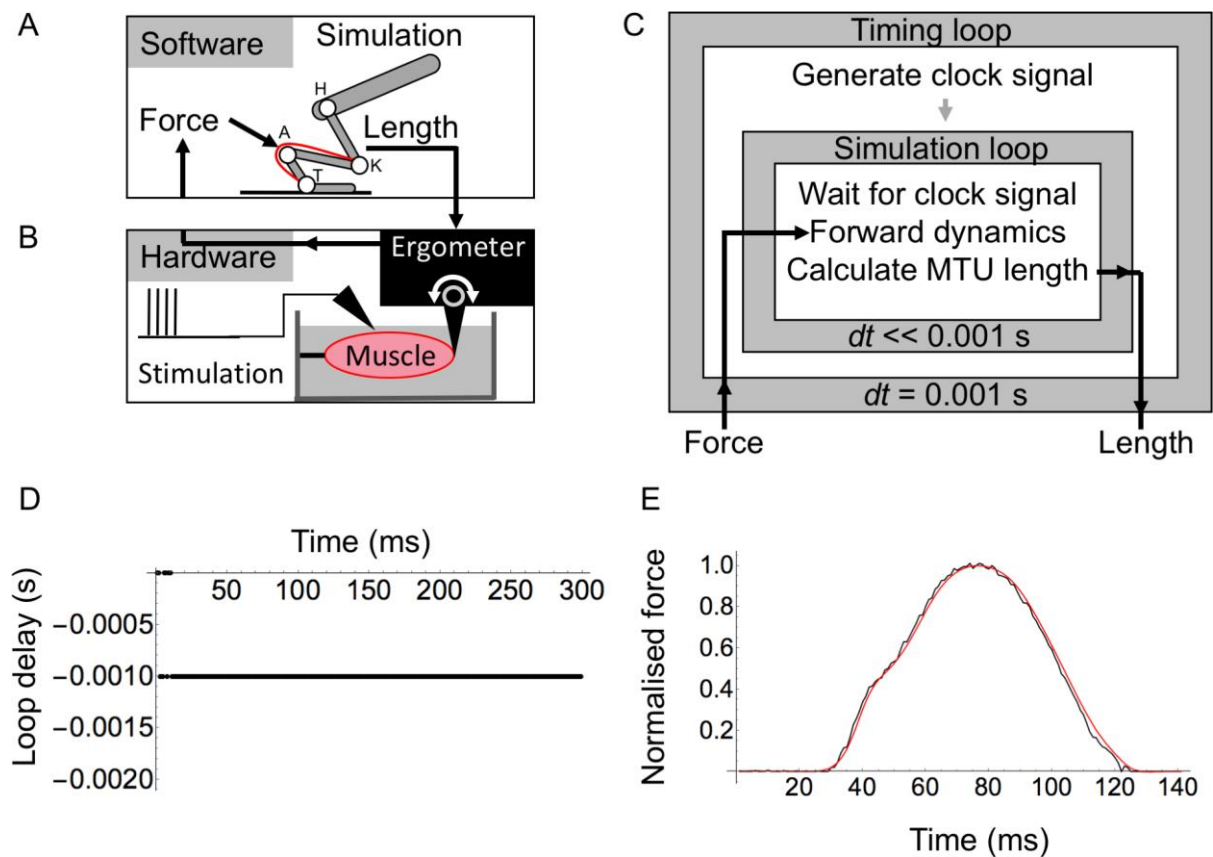 A
Software
Simulation
H
Force
A
Length
K
T
B
Hardware
Ergometer
Muscle
Stimulation
C
Timing loop
Generate clock signal
Simulation loop
Wait for clock signal
Forward dynamics
Calculate MTU length
dt << 0.001 s
dt = 0.001 s
Force
Length
D
Time (ms)
50 100 150 200 250 300
Loop delay (s)
−0.0005
−0.0010
−0.0015
−0.0020
E
Normalised force
1.0
0.8
0.6
0.4
0.2
20 40 60 80 100 120 140
Time (ms)